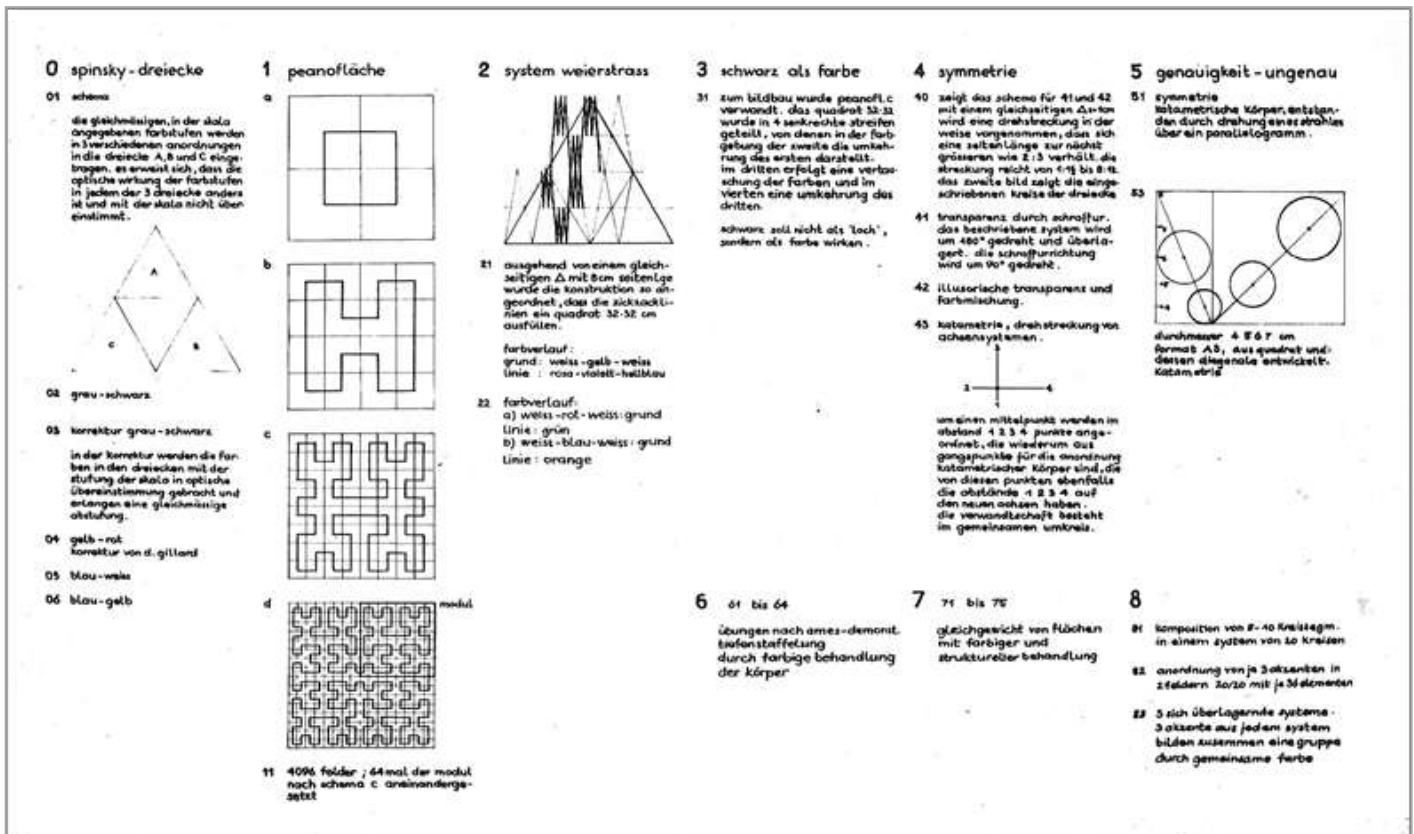 0 spinsky-dreiecke
01 schema
die gleichmässigen, in der skala
angegebenen farbstufen werden
in 3 verschiedenen anordnungen
in die dreiecke A, B und C einge-
tragen. es erweist sich, dass die
optische wirkung der farbstufen
in jedem der 3 dreiecke anders
ist und mit der skala nicht über
einstimmt.
A
C B
02 grau-schwarz
03 korrektur grau-schwarz
in der korrektur werden die far-
ben in den dreiecken mit der
stufung der skala in optische
übereinstimmung gebracht und
erlangen eine gleichmässige
abstufung.
04 gelb-rot
korrektur von d. gillard
05 blau-weiss
06 blau-gelb
1 peanofläche
a
b
c
d
modul
11 4096 felder ; 64 mal der modul
nach schema c aneinanderge-
setzt
2 system weierstrass
21 ausgehend von einem gleich-
seitigen Δ mit 8cm seitenlge
wurde die konstruktion so an-
geordnet, dass die zickzackli-
nien ein quadrat 32·32 cm
ausfüllen.
farbverlauf:
grund: weiss-gelb-weiss
linie : rosa-violett-hellblau
22 farbverlauf:
a) weiss-rot-weiss: grund
linie: grün
b) weiss-blau-weiss: grund
linie: orange
3 schwarz als farbe
31 zum bildbau wurde peanofl. c
verwandt. das quadrat 32·32
wurde in 4 senkrechte streifen
geteilt, von denen in der farb-
gebung der zweite die umkeh-
rung des ersten darstellt.
im dritten erfolgt eine vertau-
schung der farben und im
vierten eine umkehrung des
dritten.
schwarz soll nicht als "loch",
sondern als farbe wirken.
4 symmetrie
40 zeigt das schema für 41 und 42
mit einem gleichseitigen Δ
wird eine drehstreckung in der
weise vorgenommen, dass sich
eine seitenlänge zur nächst
grösseren wie 2:3 verhält. die
streckung reicht von bis
das zweite bild zeigt die einge-
schriebenen kreise der dreiecke
41 transparenz durch schraffur.
das beschriebene system wird
um 180° gedreht und überla-
gert. die schraffurrichtung
wird um 90° gedreht.
42 illusorische transparenz und
farbmischung.
43 katametrie, drehstreckung von
achsensystemen.
3
2 4
1
um einen mittelpunkt werden im
abstand 1 2 3 4 punkte ange-
ordnet, die wiederum aus
gangspunkte für die anordnung
katametrischer körper sind, die
von diesen punkten ebenfalls
die abstände 1 2 3 4 auf
den neuen achsen haben.
die verwandtschaft besteht
im gemeinsamen umkreis.
5 genauigkeit-ungenau
51 symmetrie
katametrische körper, entstan-
den durch drehung eines strahles
über ein parallelogramm.
53
durchmesser 4 5 6 7 cm
format A3, aus quadrat und
dessen diagonale entwickelt.
katametrie
6 61 bis 64
übungen nach ames-demonst.
tiefenstaffelung
durch farbige behandlung
der körper
7 71 bis 75
gleichgewicht von flächen
mit farbiger und
struktureller behandlung
8
81 komposition von 8-10 kreissegm.
in einem system von 20 kreisen
82 anordnung von je 3 akzenten in
2 feldern 20/20 mit je 36 elementen
83 3 sich überlagernde systeme.
3 akzente aus jedem system
bilden zusammen eine gruppe
durch gemeinsame farbe